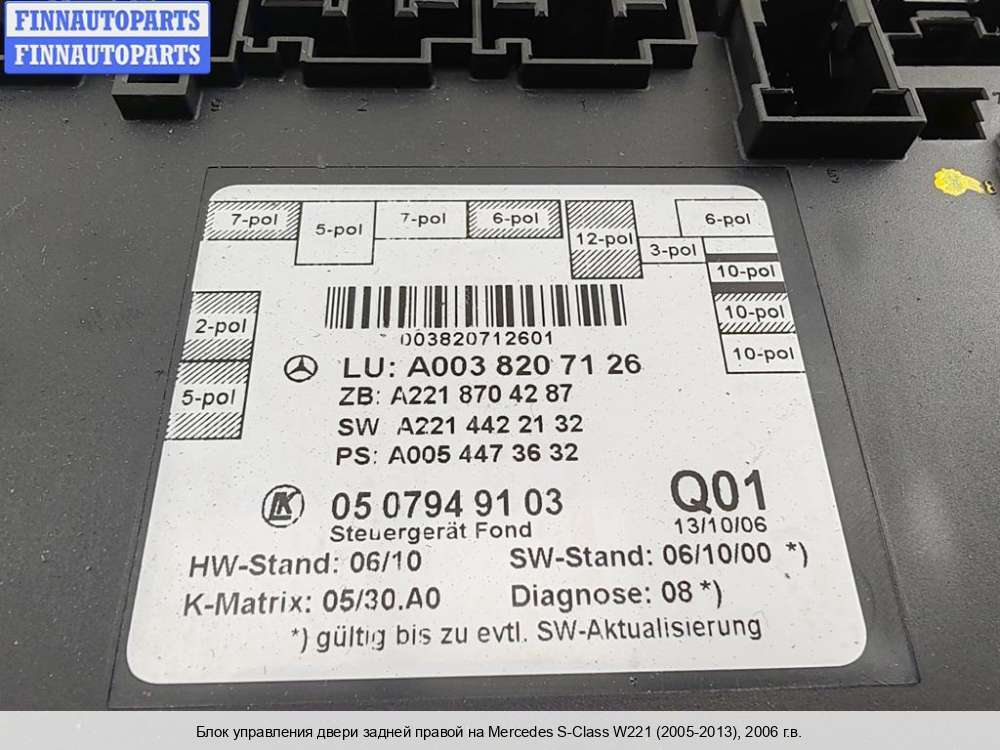 FINNAUTOPARTS
FINNAUTOPARTS
7-pol
5-pol
7-pol
6-pol
12-pol
6-pol
3-pol
10-pol
10-pol
10-pol
2-pol
5-pol
003820712601
LU: A003 820 71 26
ZB: A221 870 42 87
SW A221 442 21 32
PS: A005 447 36 32
05 0794 91 03
Q01
Steuergerät Fond
13/10/06
HW-Stand: 06/10
SW-Stand: 06/10/00 *)
K-Matrix: 05/30.A0
Diagnose: 08 *)
*) gültig bis zu evtl. SW-Aktualisierung
Блок управления двери задней правой на Mercedes S-Class W221 (2005-2013), 2006 г.в.